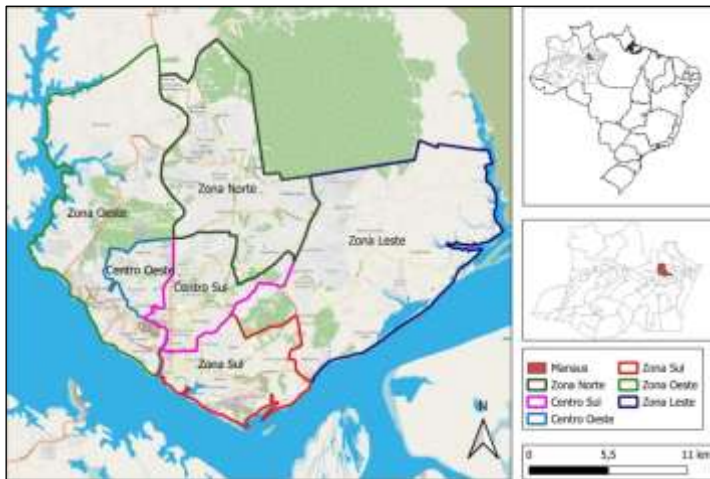 Zona Norte
Zona Oeste
Zona Leste
Centro Oeste
Centro Sul
Zona Sul
N
Manaus
Zona Sul
Zona Norte
Zona Oeste
Centro Sul
Zona Leste
Centro Oeste
0 5,5 11 km